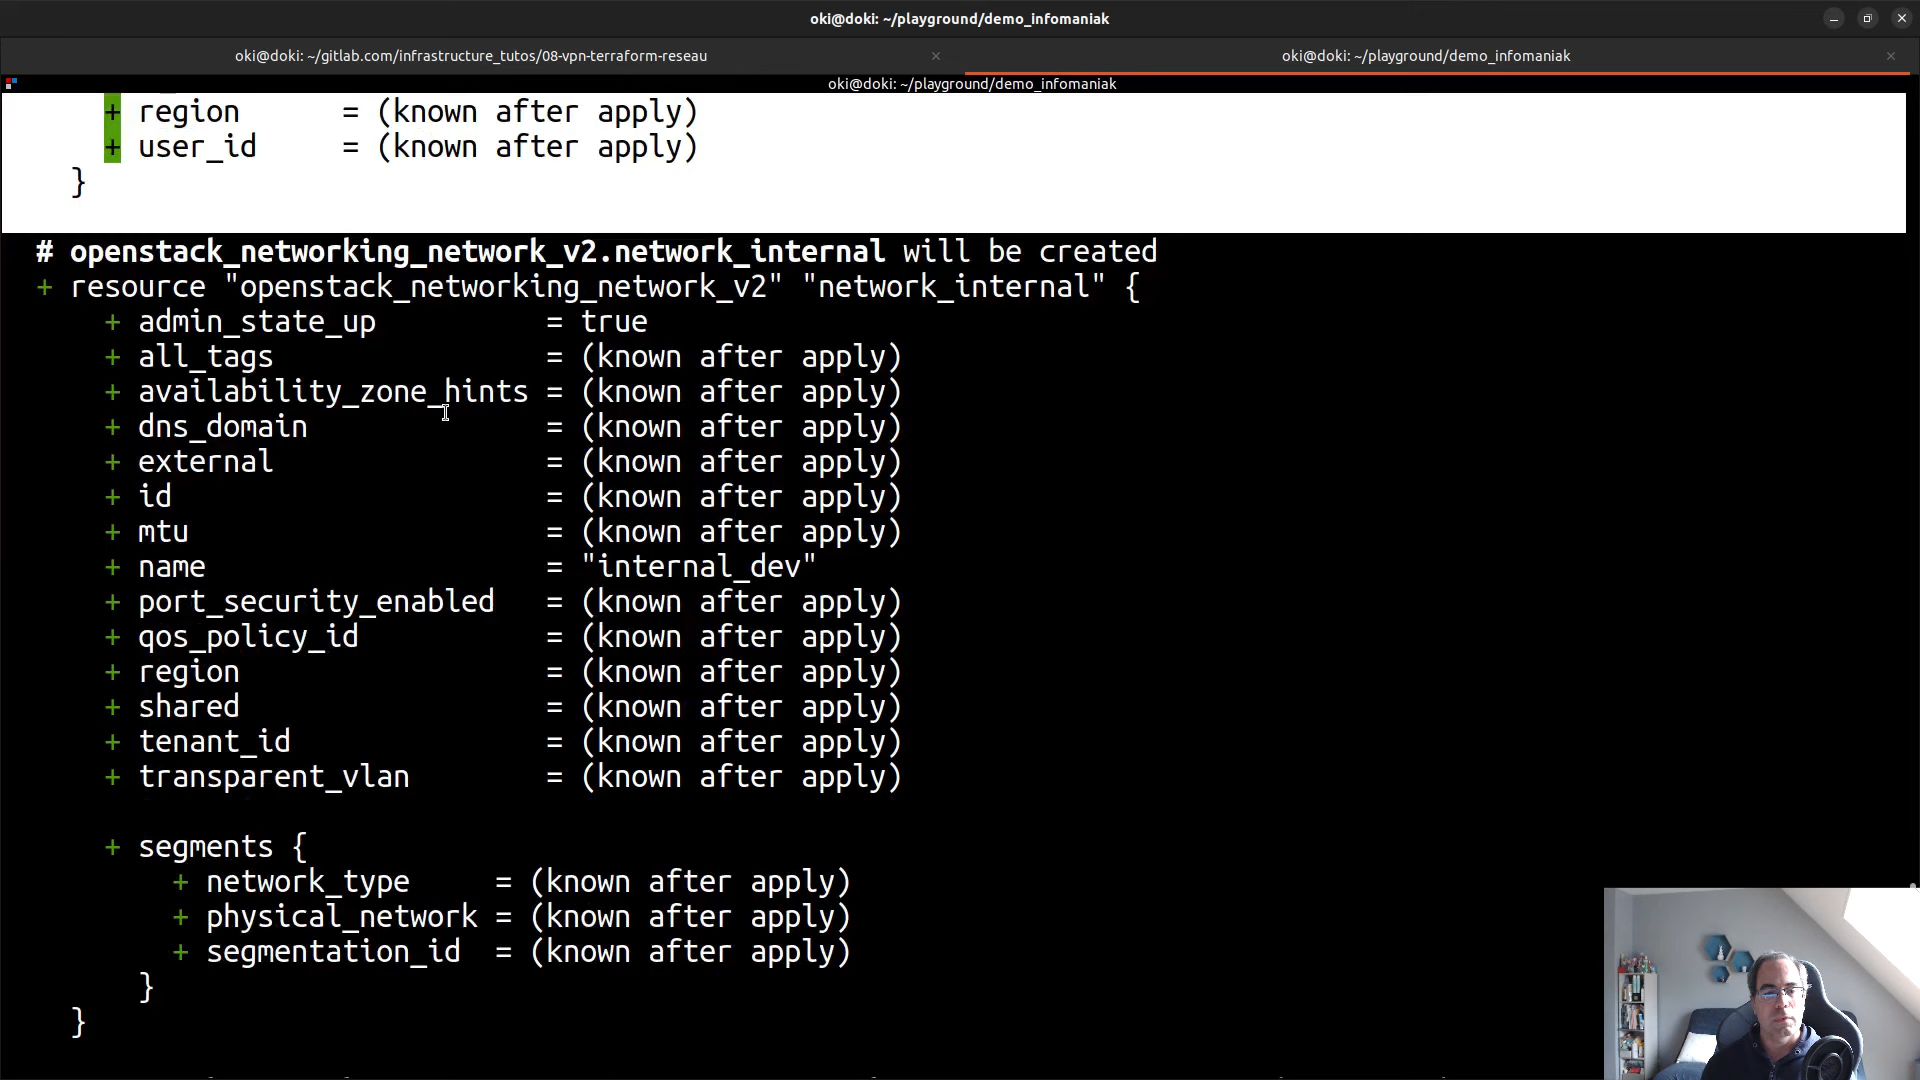 oki@doki: ~/playground/demo_infomaniak
oki@doki: ~/gitlab.com/infrastructure_tutos/08-vpn-terraform-reseau
oki@doki: ~/playground/demo_infomaniak
oki@doki: ~/playground/demo_infomaniak
+ region      = (known after apply)
+ user_id     = (known after apply)
}
# openstack_networking_network_v2.network_internal will be created
+ resource "openstack_networking_network_v2" "network_internal" {
+ admin_state_up          = true
+ all_tags                = (known after apply)
+ availability_zone_hints = (known after apply)
+ dns_domain              = (known after apply)
+ external                = (known after apply)
+ id                      = (known after apply)
+ mtu                     = (known after apply)
+ name                    = "internal_dev"
+ port_security_enabled   = (known after apply)
+ qos_policy_id           = (known after apply)
+ region                  = (known after apply)
+ shared                  = (known after apply)
+ tenant_id               = (known after apply)
+ transparent_vlan        = (known after apply)
+ segments {
+ network_type     = (known after apply)
+ physical_network = (known after apply)
+ segmentation_id  = (known after apply)
}
}